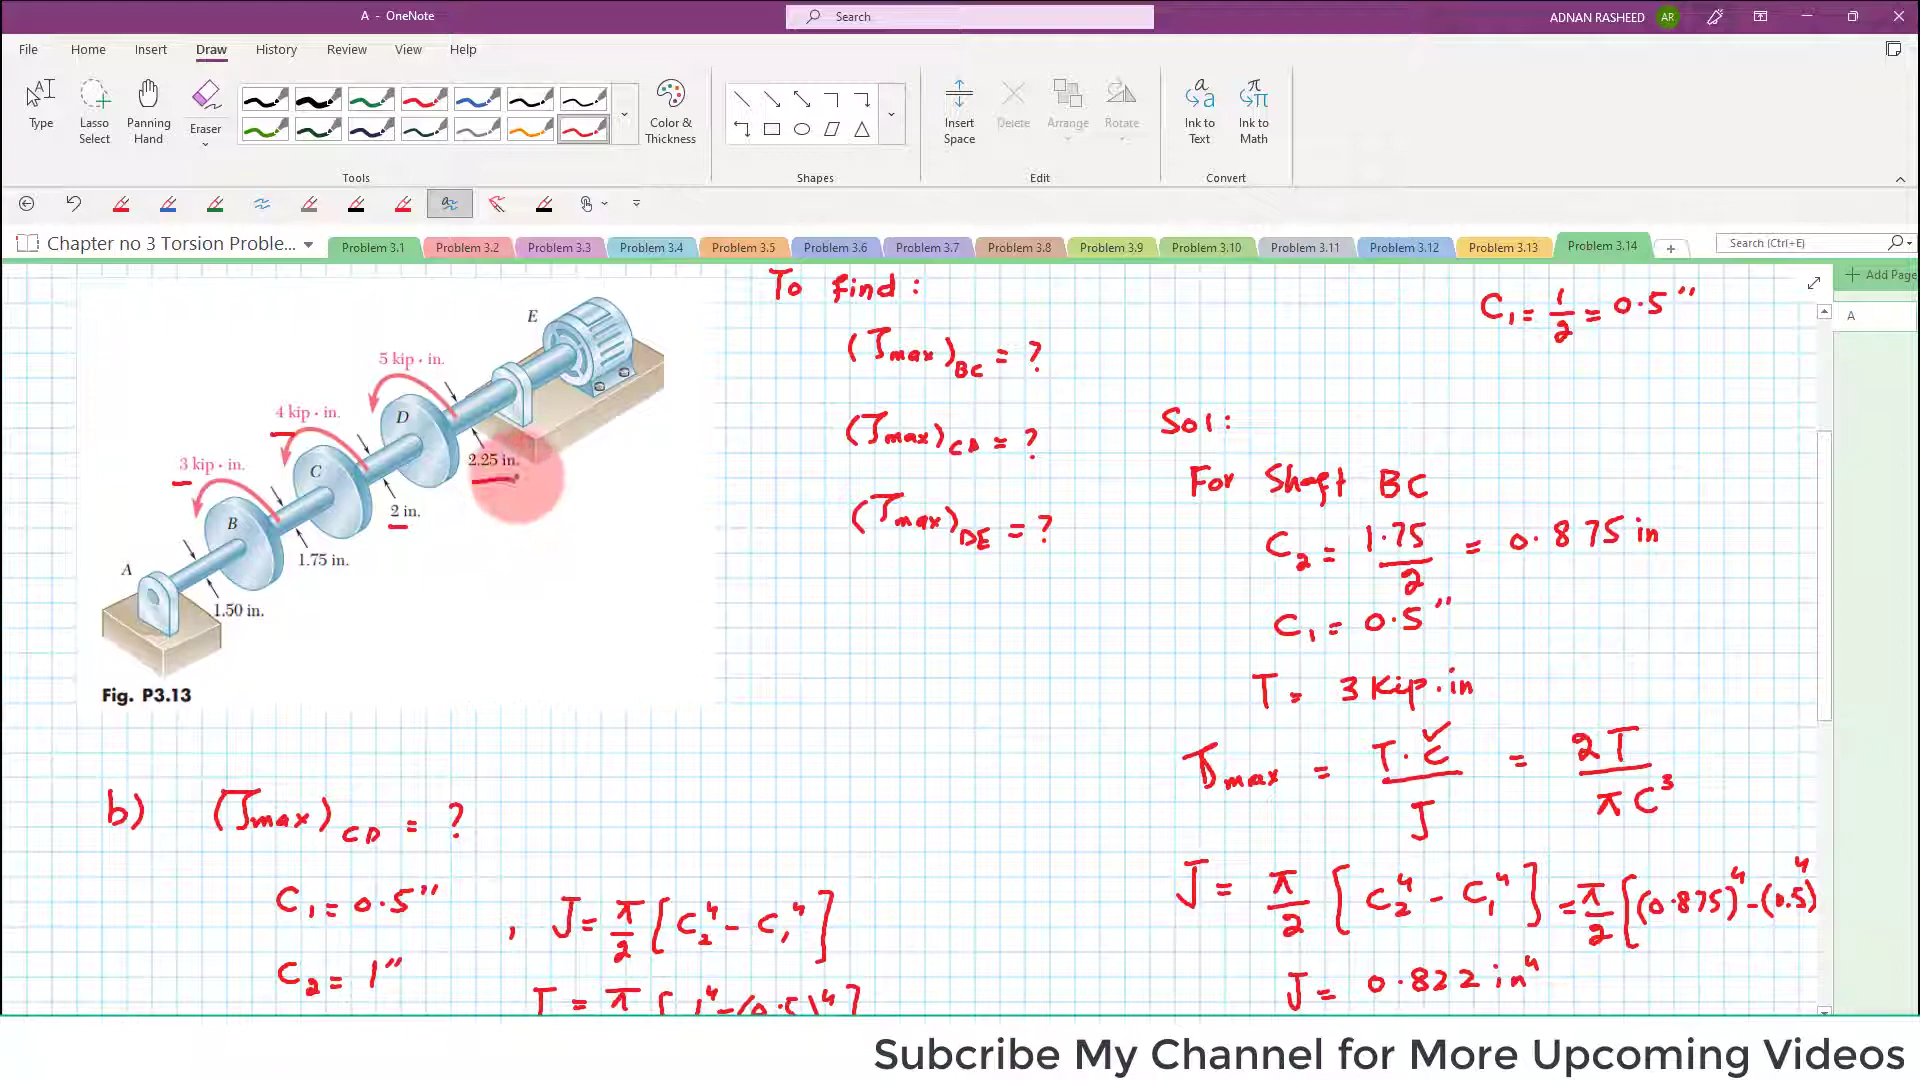 A - OneNote
Search
ADNAN RASHEED
AR
File Home Insert Draw History Review View Help
Type
Lasso Select
Panning Hand
Eraser
Color & Thickness
Insert Space
Delete
Arrange
Rotate
Ink to Text
Ink to Math
Tools
Shapes
Edit
Convert
Chapter no 3 Torsion Proble...
Problem 3.1 Problem 3.2 Problem 3.3 Problem 3.4 Problem 3.5 Problem 3.6 Problem 3.7 Problem 3.8 Problem 3.9 Problem 3.10 Problem 3.11 Problem 3.12 Problem 3.13 Problem 3.14
Search (Ctrl+E)
Add Page
A
E
5 kip · in.
D
4 kip · in.
C
2.25 in.
3 kip · in.
B
2 in.
1.75 in.
A
1.50 in.
Fig. P3.13
To find :
(τmax)BC = ?
(τmax)CD = ?
(τmax)DE = ?
C₁ = 1/2 = 0.5"
Sol:
For Shaft BC
C₂ = 1.75/2 = 0.875 in
C₁ = 0.5"
T = 3 Kip.in
τmax = T.C/J = 2T/πC³
J = π/2 [C₂⁴ - C₁⁴] = π/2 [(0.875)⁴ - (0.5)⁴
J = 0.822 in⁴
b) (τmax)CD = ?
C₁ = 0.5"
, J = π/2 [C₂⁴ - C₁⁴]
C₂ = 1"
J = π [1⁴ - (0.5)⁴]
Subcribe My Channel for More Upcoming Videos